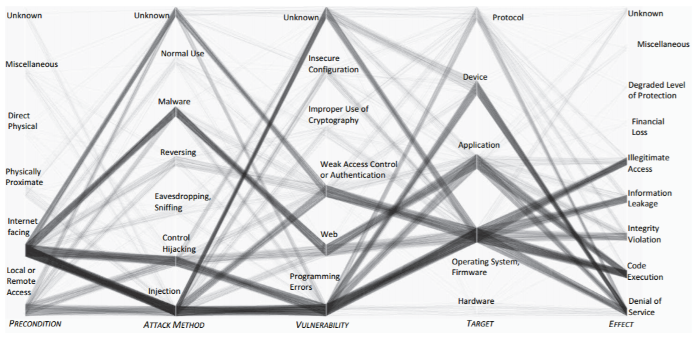 Unknown
Miscellaneous
Direct
Physical
Physically
Proximate
Internet
facing
Local or
Remote
Access
PRECONDITION
Unknown
Normal Use
Malware
Reversing
Eavesdropping,
Sniffing
Control
Hijacking
Injection
ATTACK METHOD
Unknown
Insecure
Configuration
Improper Use of
Cryptography
Weak Access Control
or Authentication
Web
Programming
Errors
VULNERABILITY
Protocol
Device
Application
Operating System,
Firmware
Hardware
TARGET
Unknown
Miscellaneous
Degraded Level
of Protection
Financial
Loss
Illegitimate
Access
Information
Leakage
Integrity
Violation
Code
Execution
Denial of
Service
EFFECT